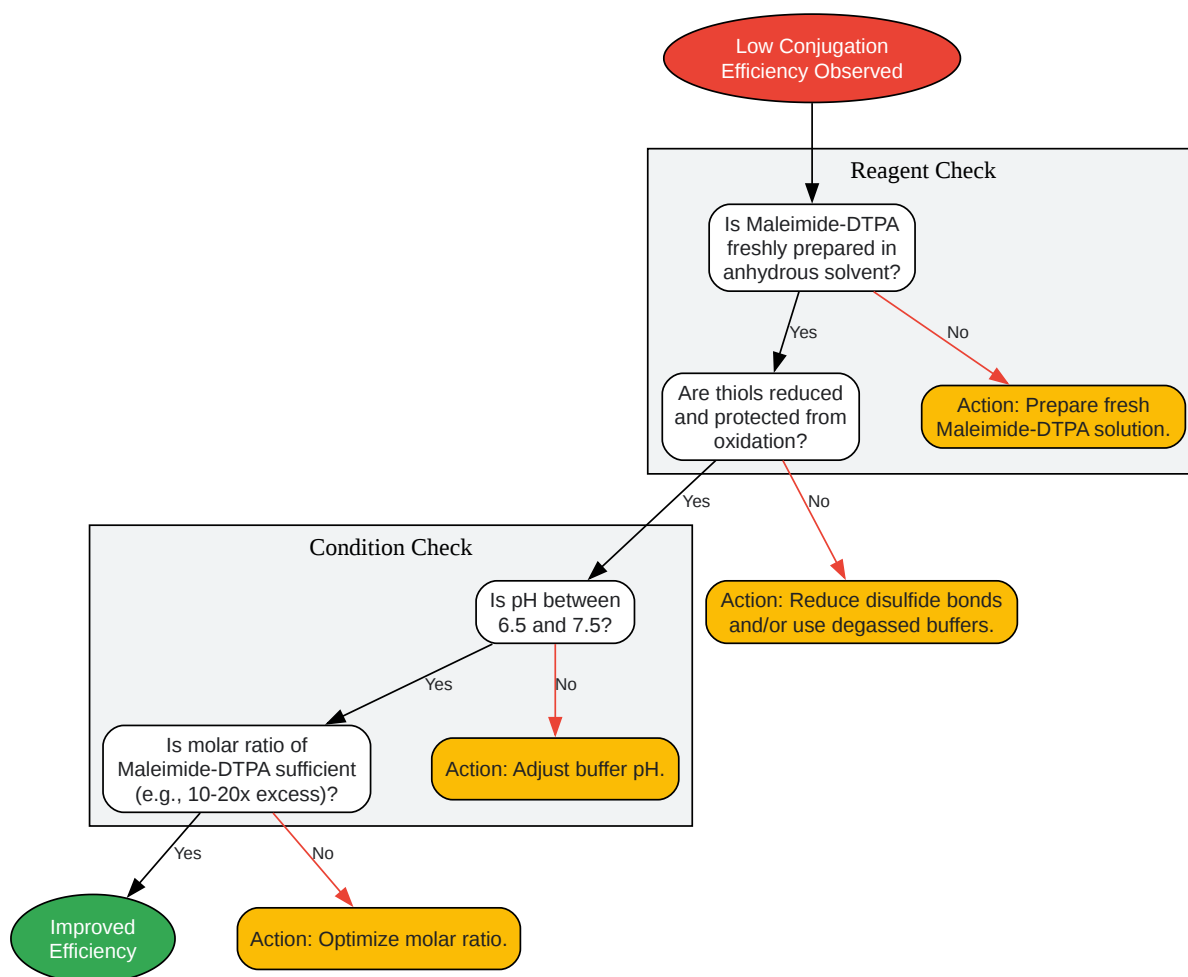 Low Conjugation
Efficiency Observed
Reagent Check
Is Maleimide-DTPA
freshly prepared in
anhydrous solvent?
Yes
No
Are thiols reduced
and protected from
oxidation?
Action: Prepare fresh
Maleimide-DTPA solution.
Yes
No
Condition Check
Is pH between
6.5 and 7.5?
Action: Reduce disulfide bonds
and/or use degassed buffers.
Yes
No
Is molar ratio of
Maleimide-DTPA sufficient
(e.g., 10-20x excess)?
Action: Adjust buffer pH.
Yes
No
Improved
Efficiency
Action: Optimize molar ratio.